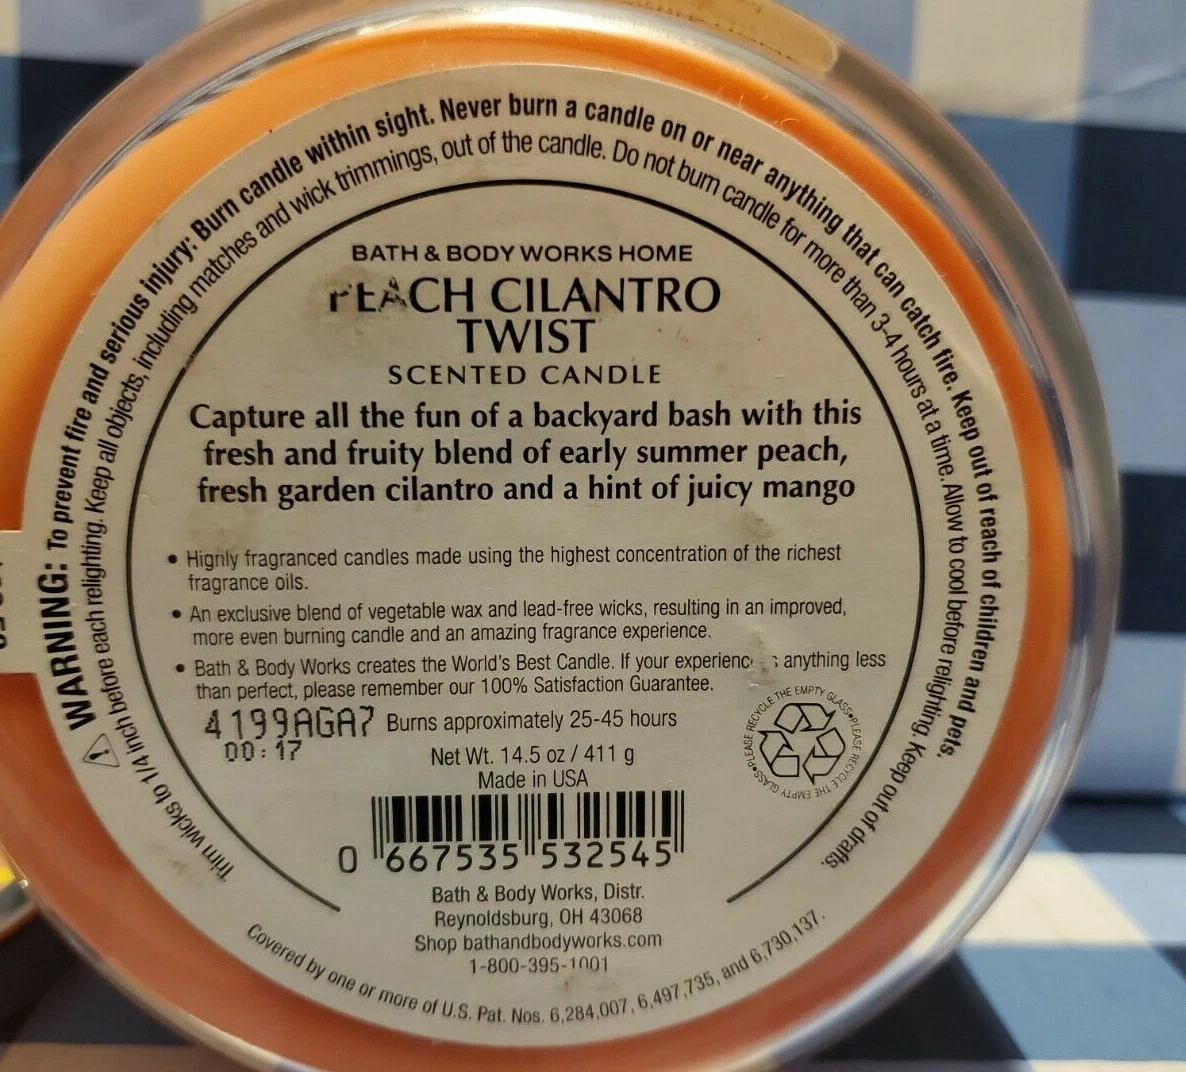 WARNING: To prevent fire and serious injury: Burn candle within sight. Never burn a candle on or near anything that can catch fire. Keep out of reach of children and pets.
Trim wicks to 1/4 inch before each relighting. Keep all objects, including matches and wick trimmings, out of the candle. Do not burn candle for more than 3-4 hours at a time. Allow to cool before relighting. Keep out of drafts.
BATH & BODY WORKS HOME
PEACH CILANTRO
TWIST
SCENTED CANDLE
Capture all the fun of a backyard bash with this
fresh and fruity blend of early summer peach,
fresh garden cilantro and a hint of juicy mango
• Highly fragranced candles made using the highest concentration of the richest
fragrance oils.
• An exclusive blend of vegetable wax and lead-free wicks, resulting in an improved,
more even burning candle and an amazing fragrance experience.
• Bath & Body Works creates the World's Best Candle. If your experience is anything less
than perfect, please remember our 100% Satisfaction Guarantee.
4199AGA7 Burns approximately 25-45 hours
00:17
Net Wt. 14.5 oz / 411 g
Made in USA
PLEASE RECYCLE THE EMPTY GLASS•PLEASE RECYCLE THE EMPTY GLASS•
0 667535 532545
Bath & Body Works, Distr.
Reynoldsburg, OH 43068
Shop bathandbodyworks.com
1-800-395-1001
Covered by one or more of U.S. Pat. Nos. 6,284,007, 6,497,735, and 6,730,137.